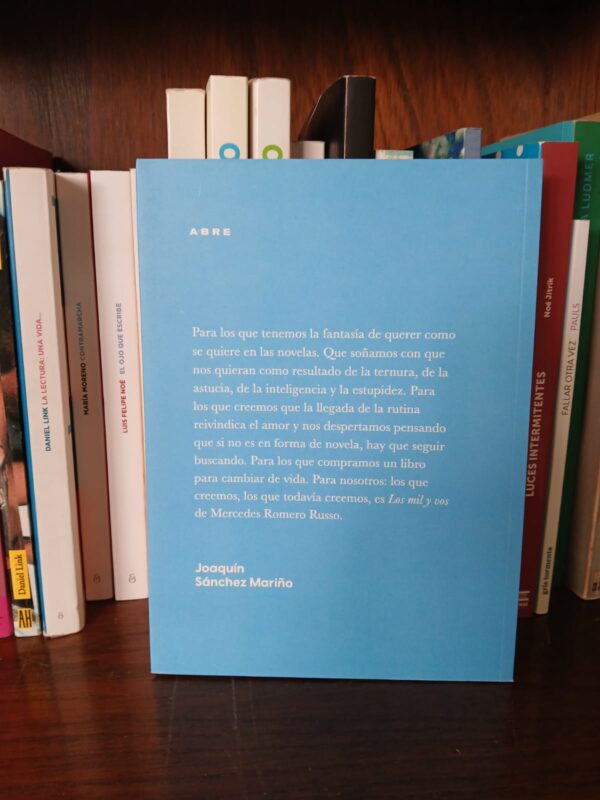 ABRE
Para los que tenemos la fantasía de querer como
se quiere en las novelas. Que soñamos con que
nos quieran como resultado de la ternura, de la
astucia, de la inteligencia y la estupidez. Para
los que creemos que la llegada de la rutina
reivindica el amor y nos despertamos pensando
que si no es en forma de novela, hay que seguir
buscando. Para los que compramos un libro
para cambiar de vida. Para nosotros: los que
creemos, los que todavía creemos, es Los mil y vos
de Mercedes Romero Russo.
Joaquín
Sánchez Mariño
DANIEL LINK LA LECTURA: UNA VIDA...
MARÍA MORENO CONTRAMARCHA
LUIS FELIPE NOÉ EL OJO QUE ESCRIBE
Daniel Link
AH
LUCES INTERMITENTES
Noé Jitrik
gris tormenta
FALLAR OTRA VEZ
PAULS
LUDMER